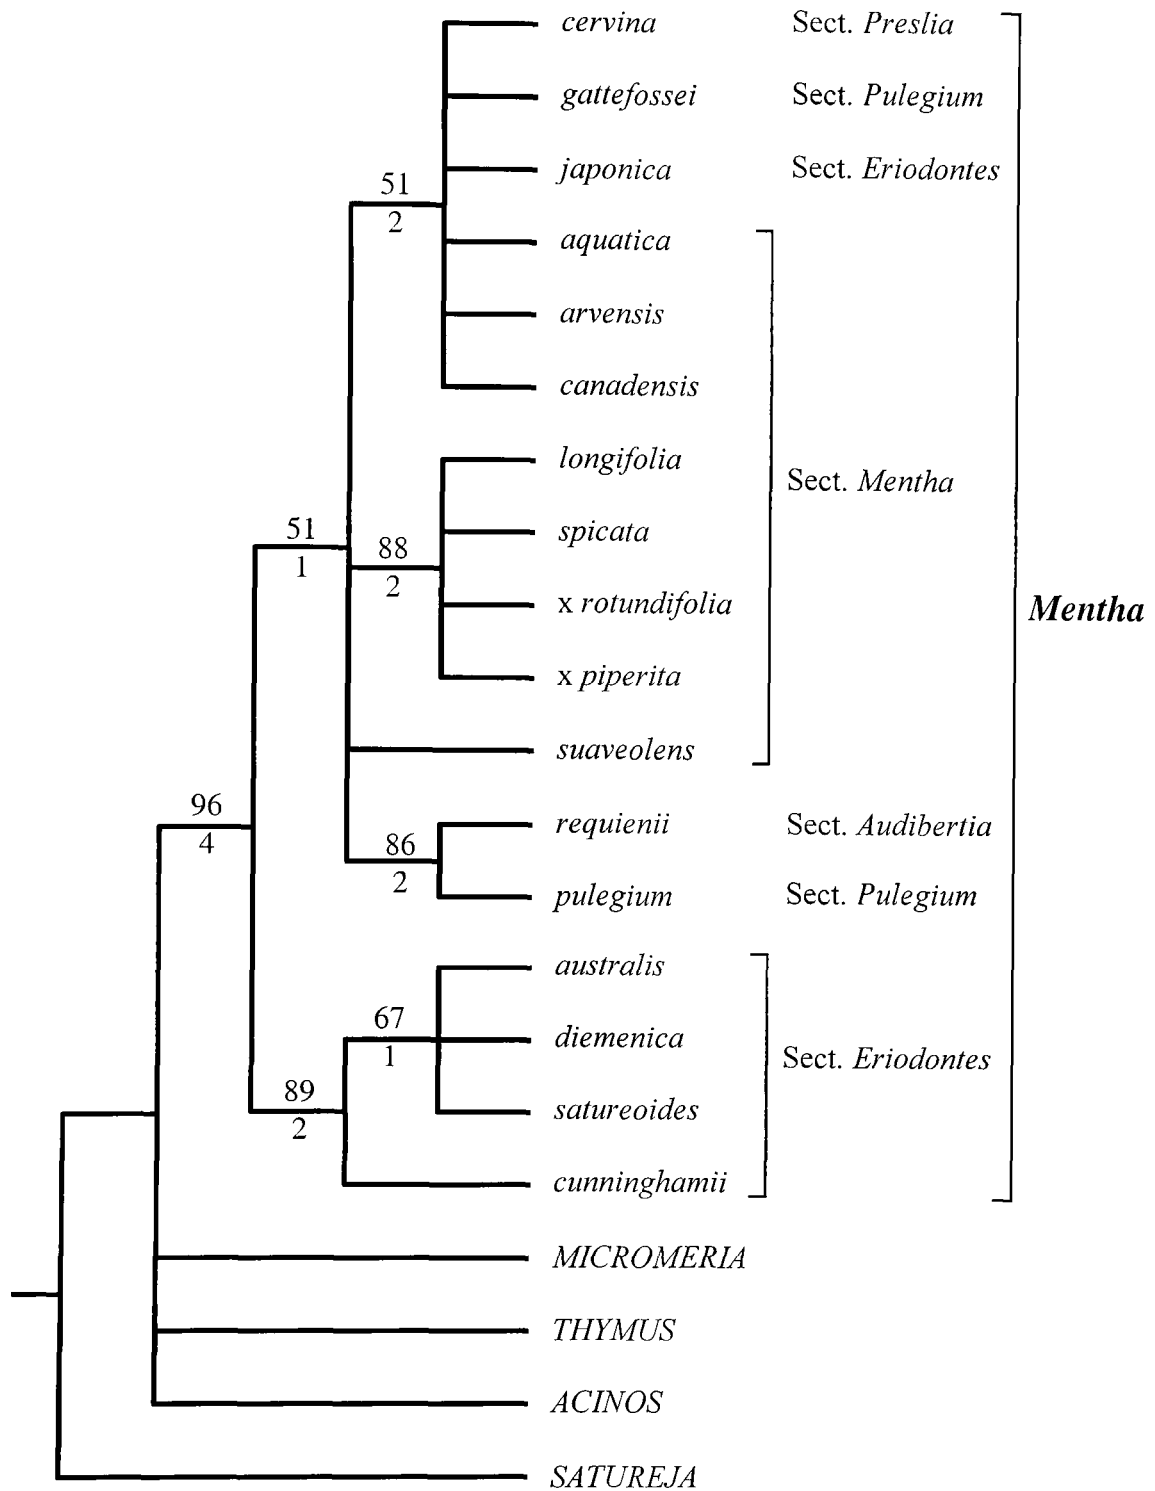 cervina Sect. Preslia
gattefossei Sect. Pulegium
japonica Sect. Eriodontes
51
2
aquatica
arvensis
canadensis
longifolia
Sect. Mentha
spicata
51
1
88
2
x rotundifolia
Mentha
x piperita
suaveolens
96
4
requienii Sect. Audibertia
86
2
pulegium Sect. Pulegium
australis
67
1
diemenica
Sect. Eriodontes
89
2
satureoides
cunninghamii
MICROMERIA
THYMUS
ACINOS
SATUREJA